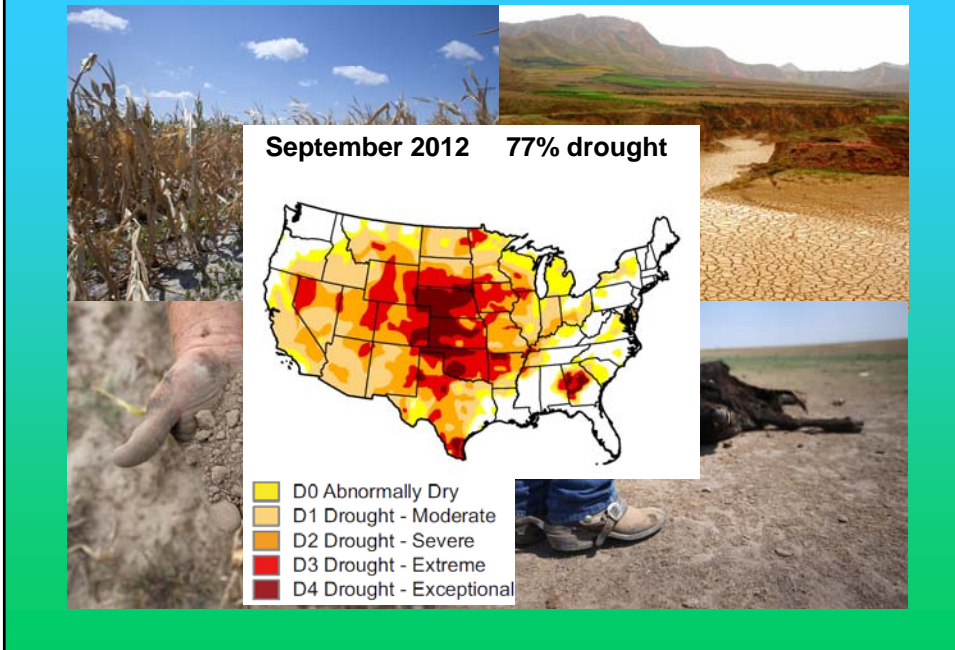 September 2012 77% drought
D0 Abnormally Dry
D1 Drought - Moderate
D2 Drought - Severe
D3 Drought - Extreme
D4 Drought - Exceptional